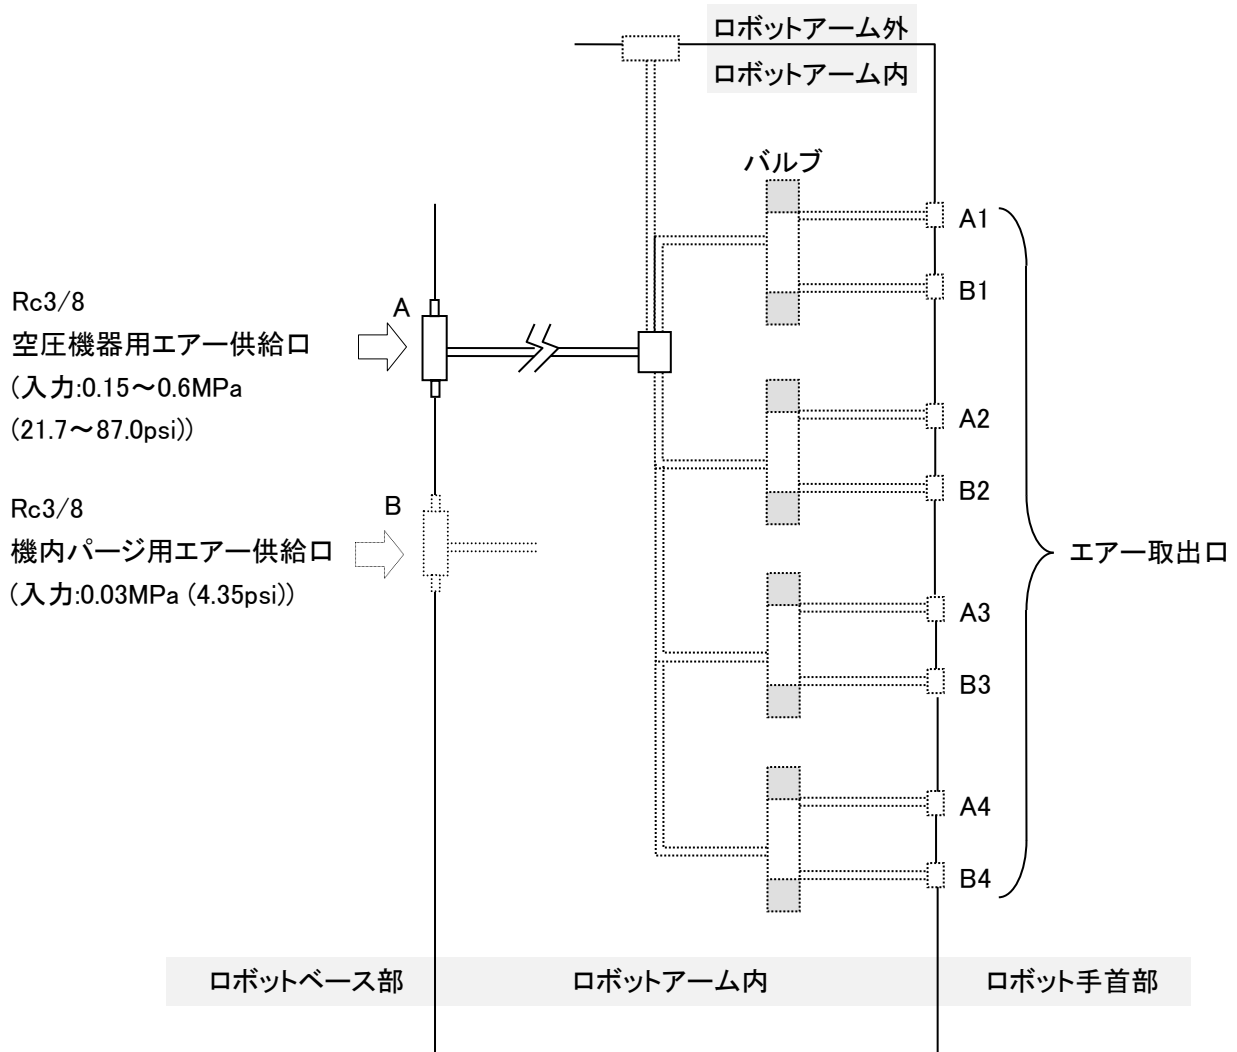 ロボットアーム外
ロボットアーム内
バルブ
A1
B1
Rc3/8
空圧機器用エアー供給口
(入力:0.15～0.6MPa
(21.7～87.0psi))
A
A2
B2
Rc3/8
機内パージ用エアー供給口
(入力:0.03MPa (4.35psi))
B
エアー取出口
A3
B3
A4
B4
ロボットベース部
ロボットアーム内
ロボット手首部